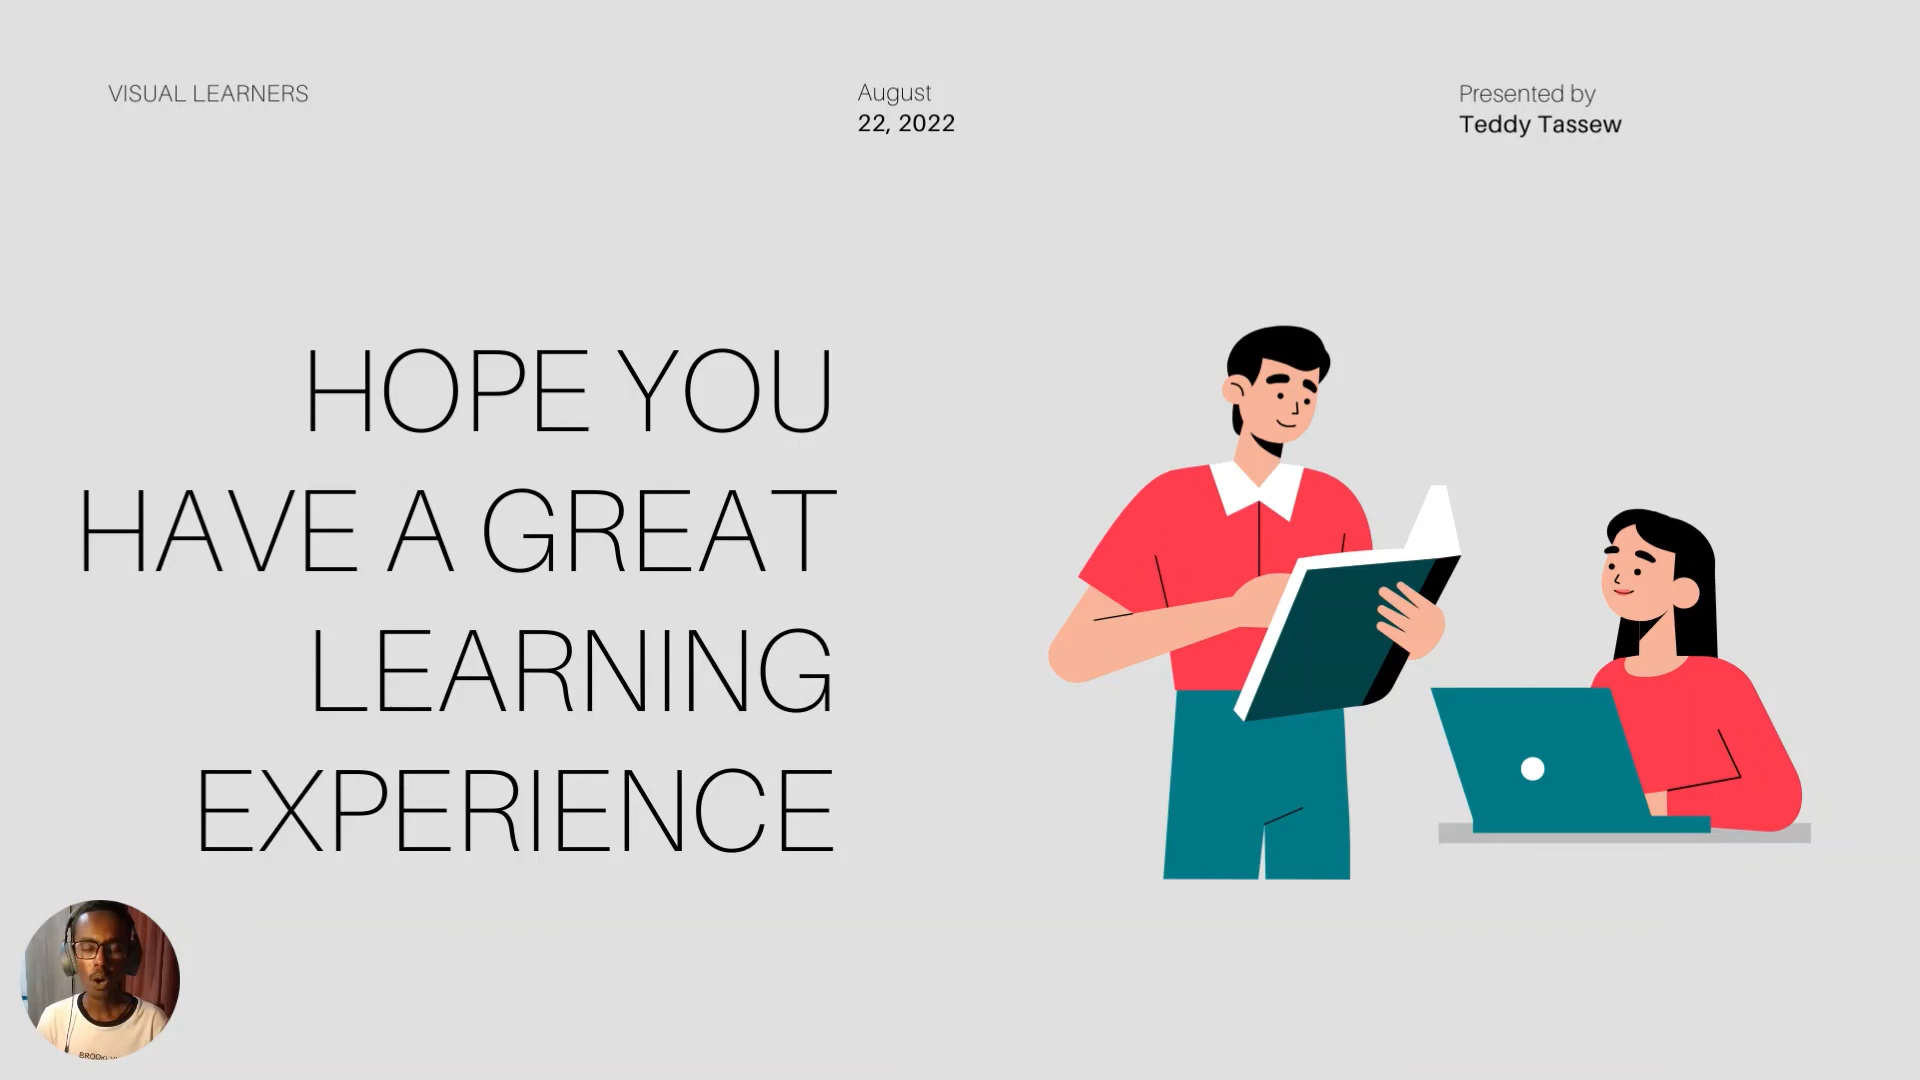 VISUAL LEARNERS
August
22, 2022
Presented by
Teddy Tassew
HOPE YOU
HAVE A GREAT
LEARNING
EXPERIENCE